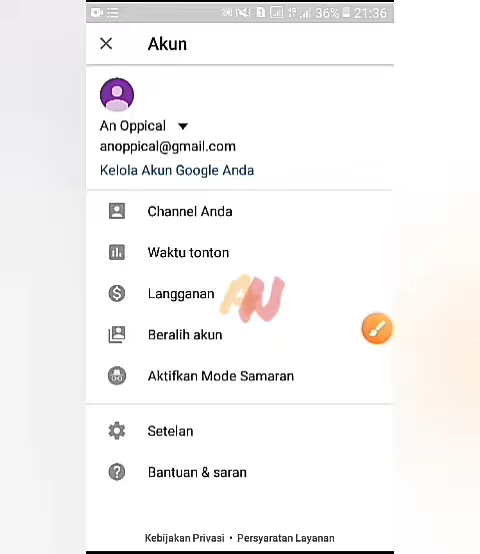 36% 21:36
Akun
An Oppical
anoppical@gmail.com
Kelola Akun Google Anda
Channel Anda
Waktu tonton
Langganan
AN
Beralih akun
Aktifkan Mode Samaran
Setelan
Bantuan & saran
Kebijakan Privasi • Persyaratan Layanan